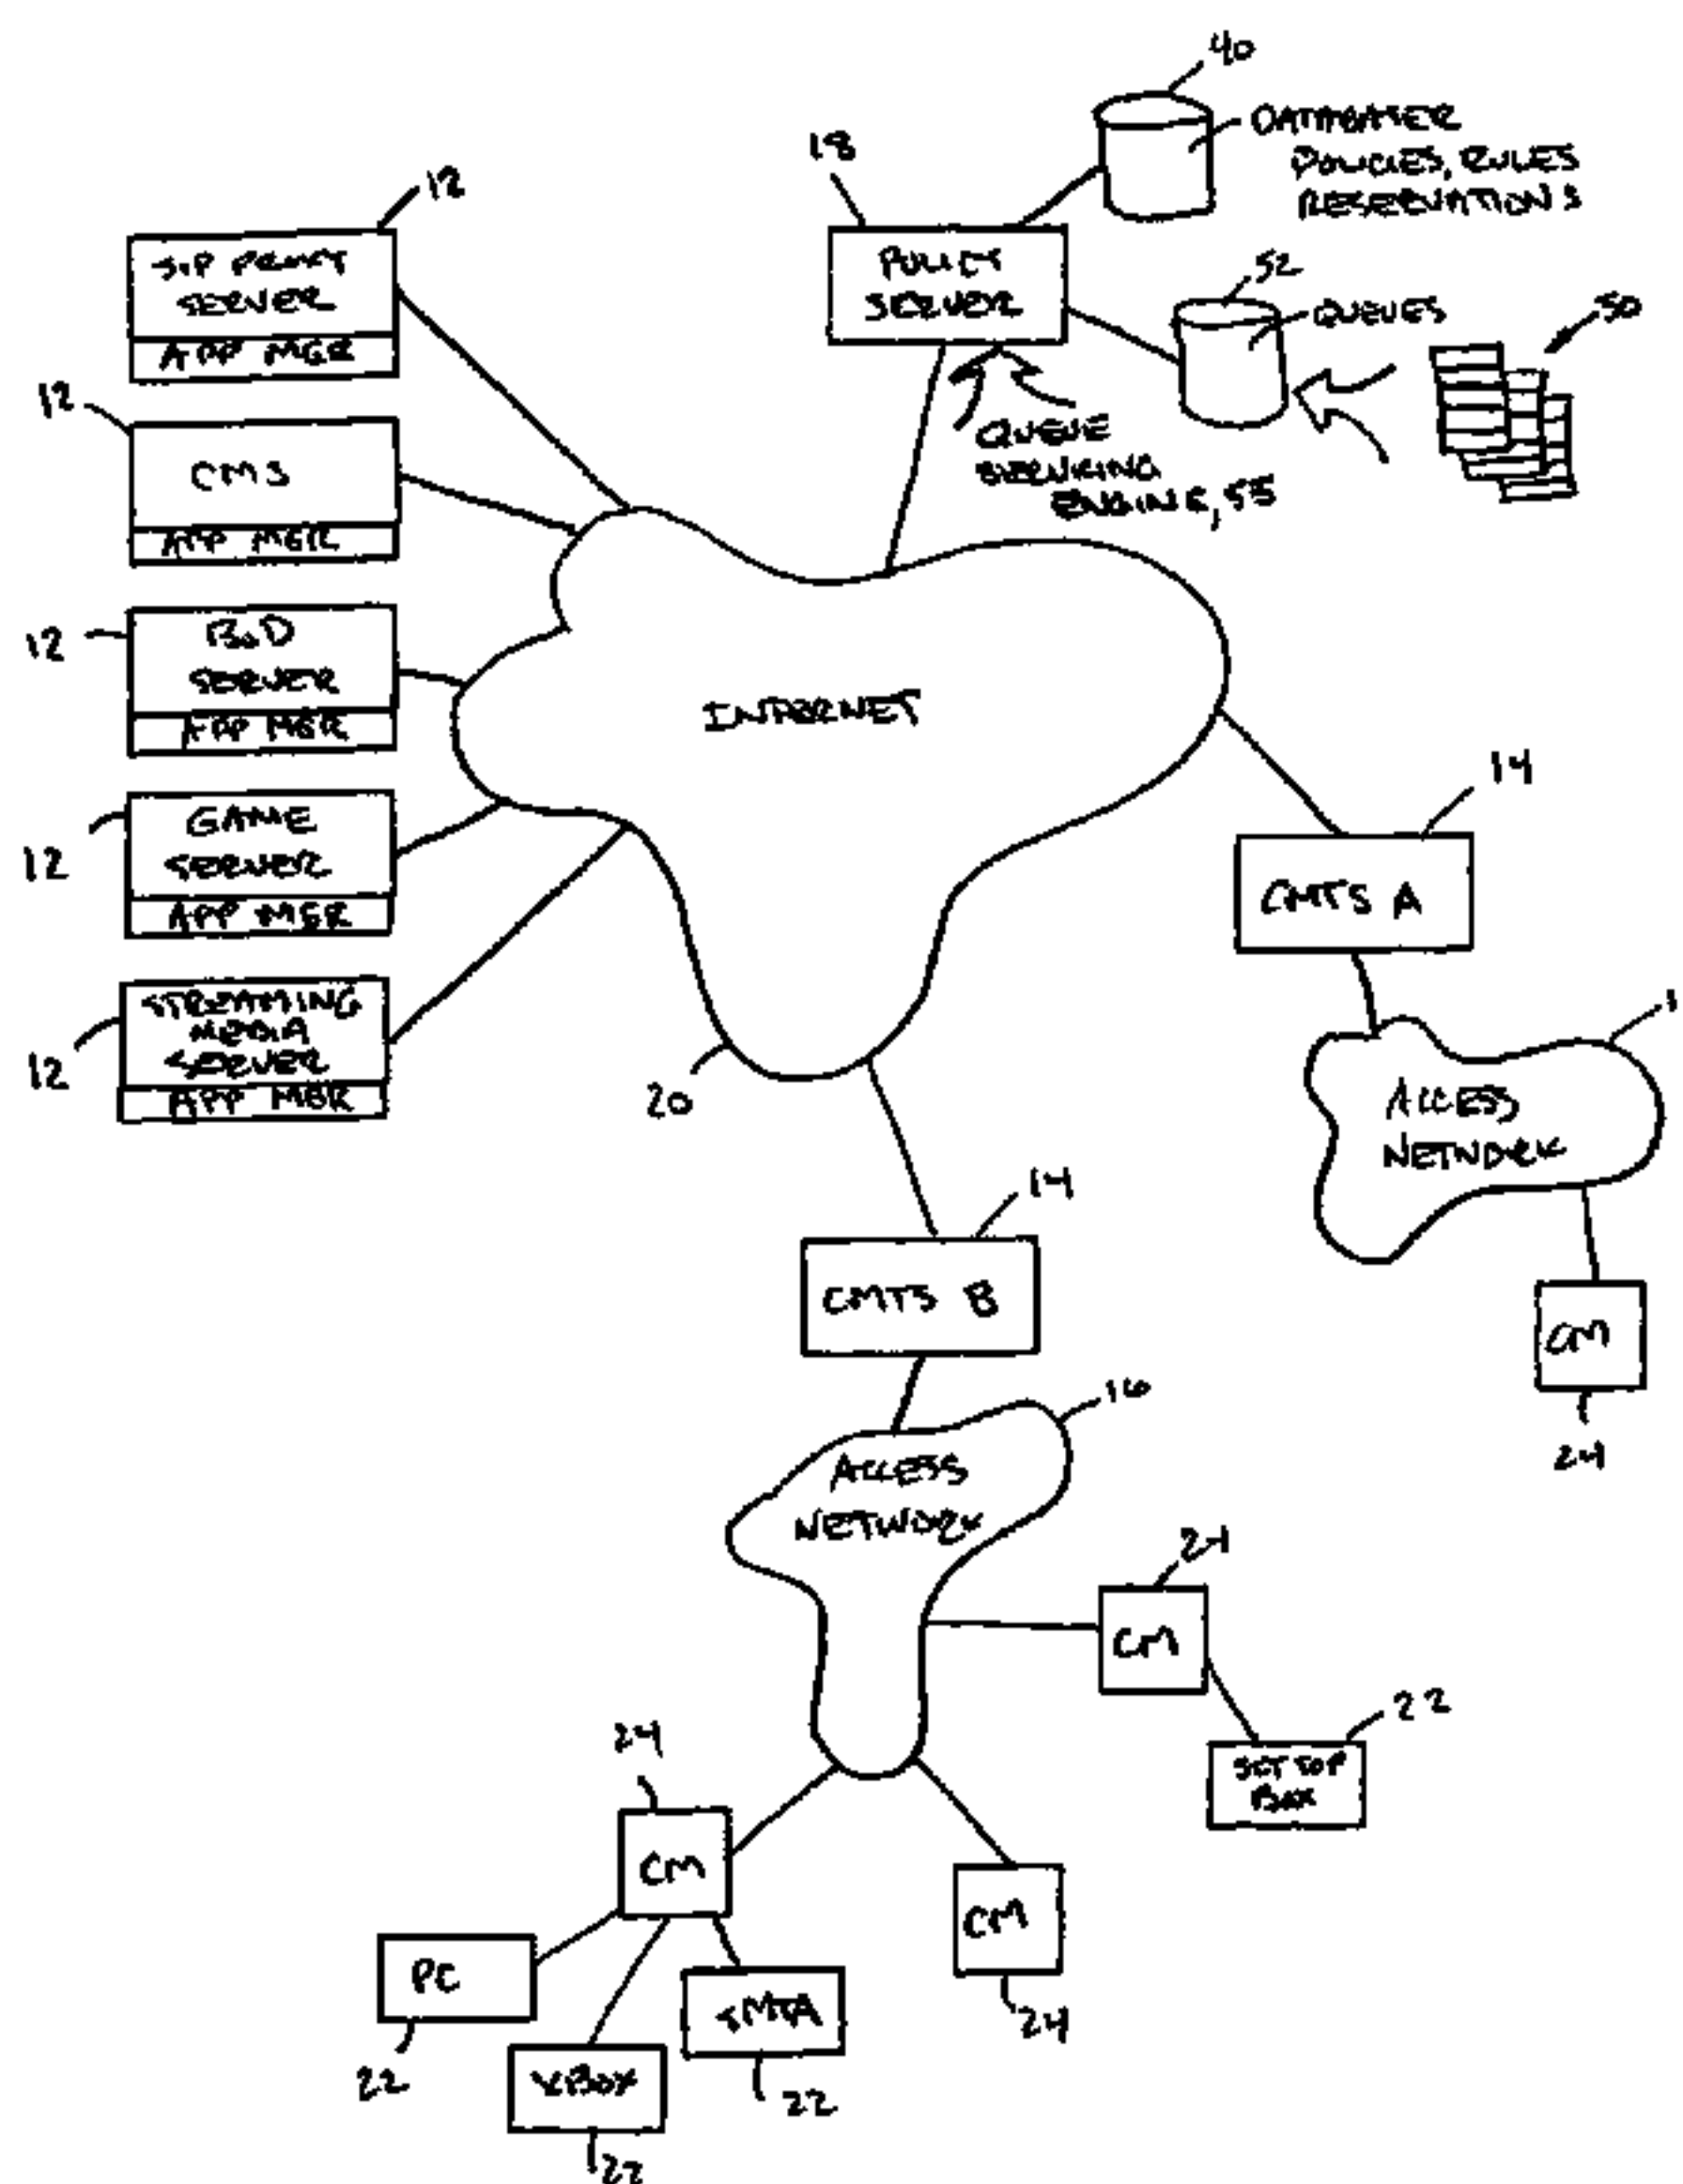 40
DATABASES
POLICIES, RULES
RESERVATIONS
18
POLICY
SERVER
52
QUEUES
50
QUEUE
SERVICING
ENGINE, 55
12
SIP PROXY
SERVER
APP MGR
12
CMS
APP MGR
12
BoD
SERVER
APP MGR
12
GAME
SERVER
APP MGR
12
STREAMING
MEDIA
SERVER
APP MGR
INTERNET
20
14
CMTS A
1
ACCESS
NETWORK
CM
24
14
CMTS B
16
ACCESS
NETWORK
24
CM
22
SET TOP
BOX
24
CM
CM
24
PC
22
XBOX
22
SMTA
22